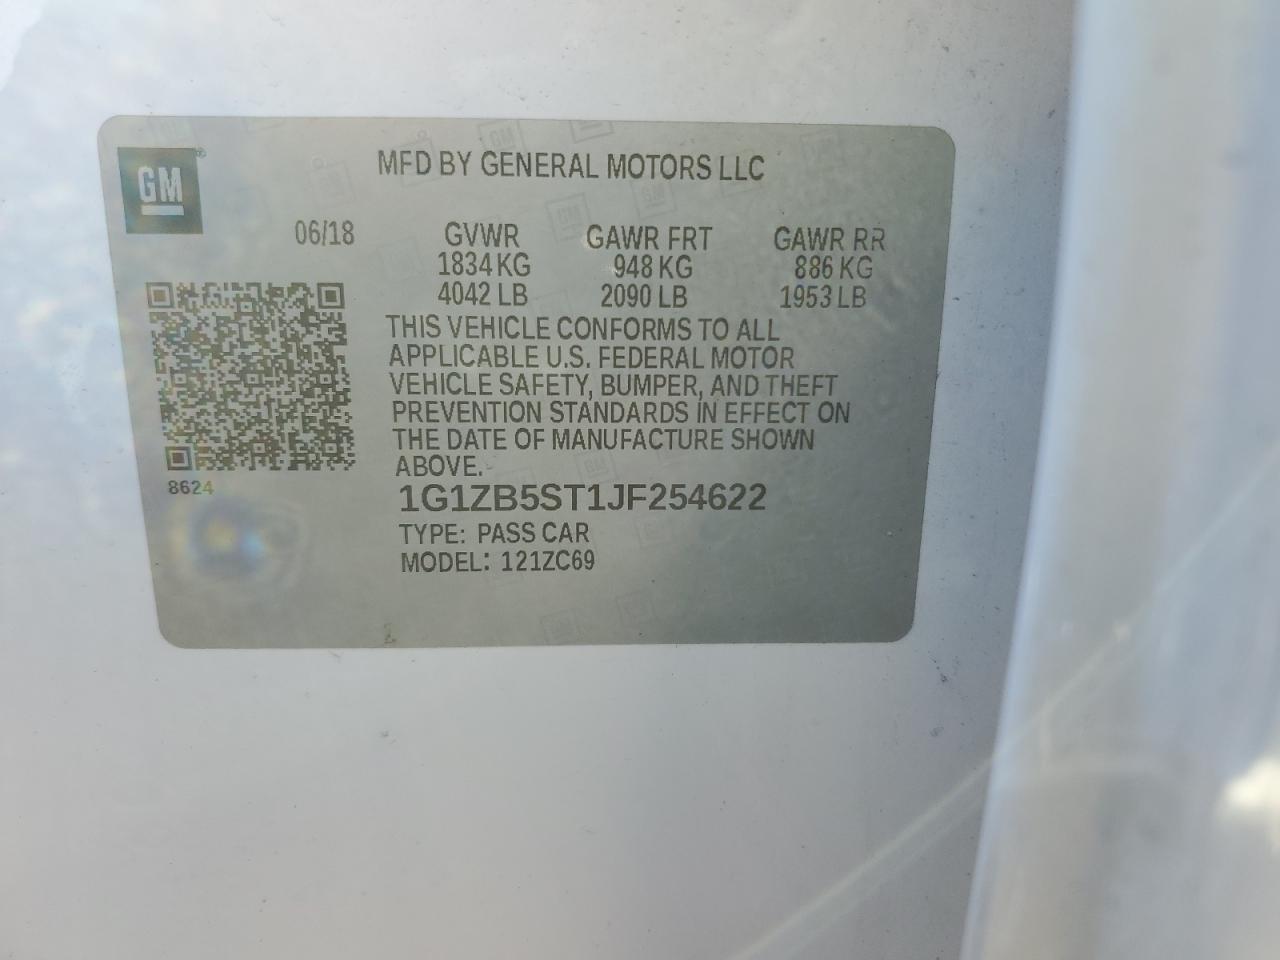 GM®
MFD BY GENERAL MOTORS LLC
06/18 GVWR GAWR FRT GAWR RR
1834 KG 948 KG 886 KG
4042 LB 2090 LB 1953 LB
THIS VEHICLE CONFORMS TO ALL
APPLICABLE U.S. FEDERAL MOTOR
VEHICLE SAFETY, BUMPER, AND THEFT
PREVENTION STANDARDS IN EFFECT ON
THE DATE OF MANUFACTURE SHOWN
ABOVE.
8624
1G1ZB5ST1JF254622
TYPE: PASS CAR
MODEL: 121ZC69